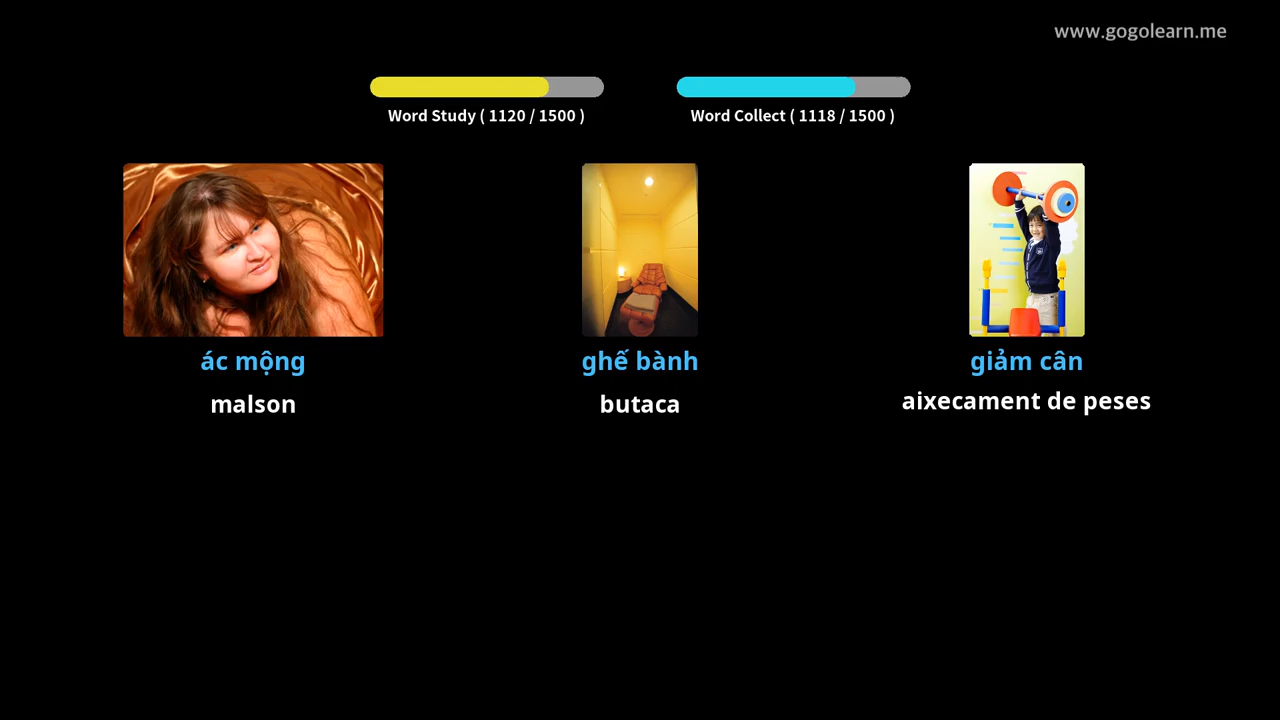 www.gogolearn.me
Word Study ( 1120 / 1500 )
Word Collect ( 1118 / 1500 )
ác mộng
ghế bành
giảm cân
malson
butaca
aixecament de peses